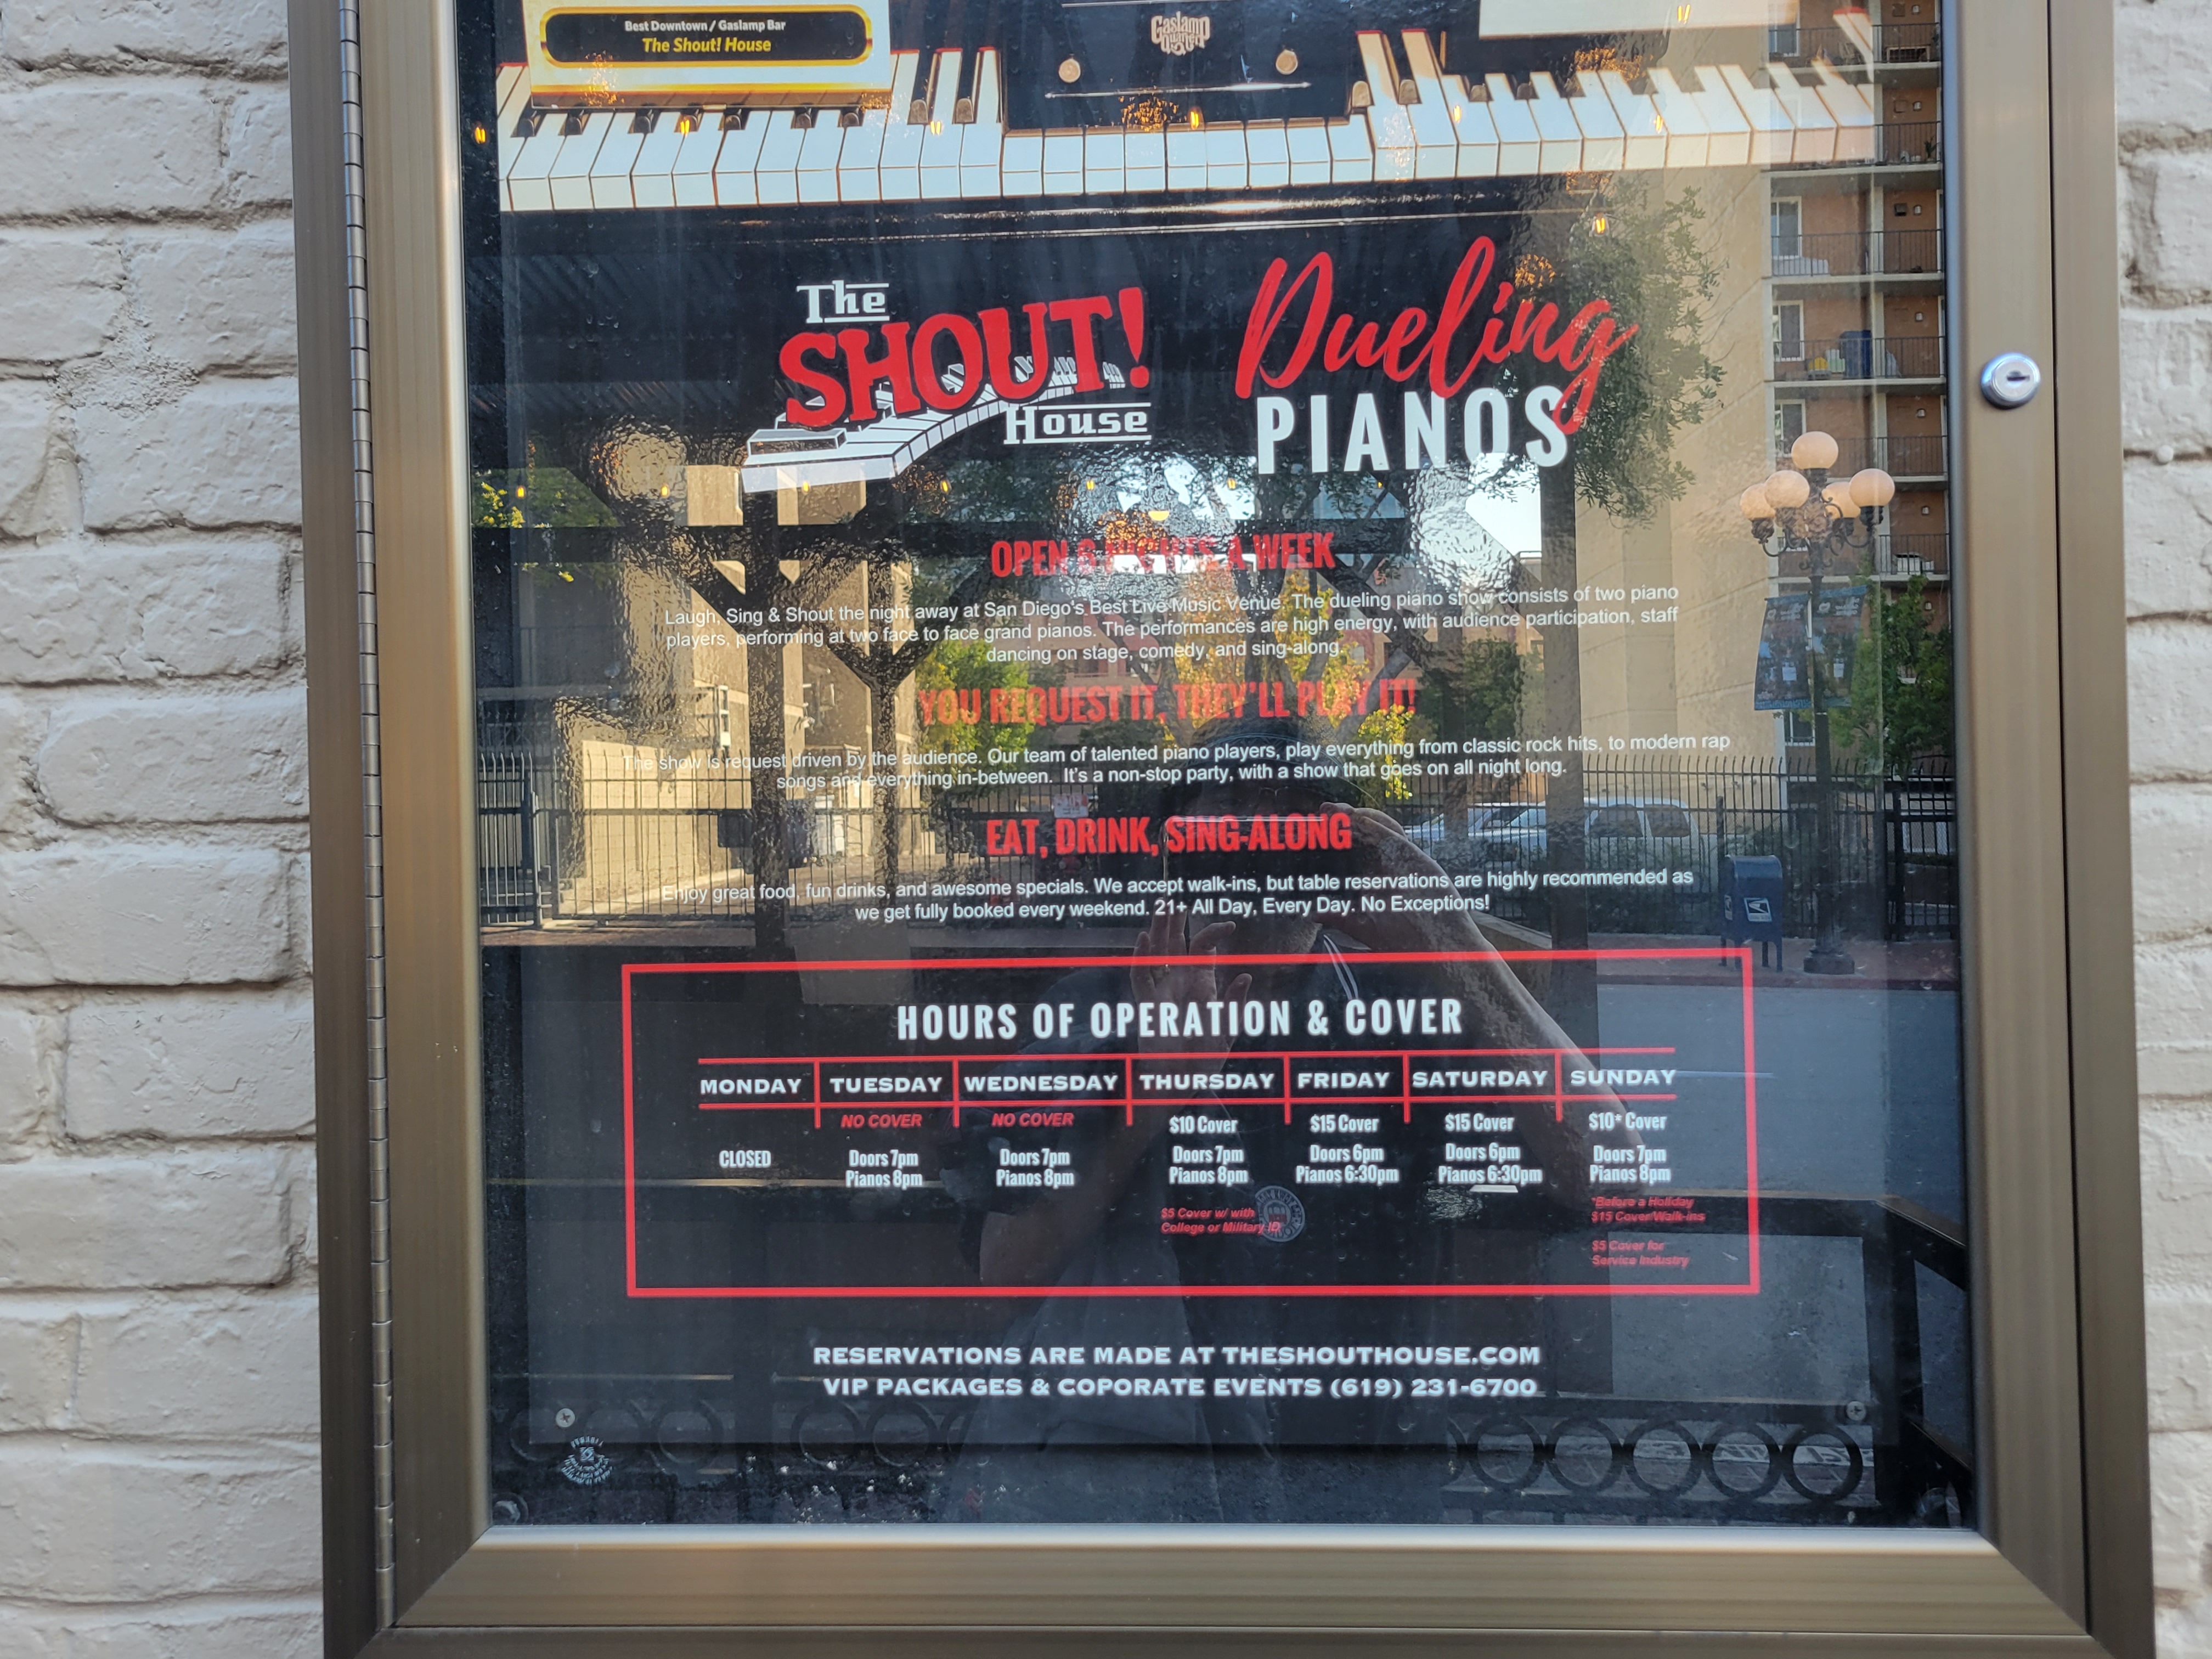 Best Downtown / Gaslamp Bar
The Shout! House
Gaslamp
The
SHOUT!
House
Dueling
PIANOS
OPEN 6 NIGHTS A WEEK
Laugh, Sing & Shout the night away at San Diego's Best Live Music Venue. The dueling piano show consists of two piano
players, performing at two face to face grand pianos. The performances are high energy, with audience participation, staff
dancing on stage, comedy, and sing-along.
YOU REQUEST IT, THEY'LL PLAY IT!
The show is request driven by the audience. Our team of talented piano players, play everything from classic rock hits, to modern rap
songs and everything in-between. It's a non-stop party, with a show that goes on all night long.
EAT, DRINK, SING-ALONG
Enjoy great food, fun drinks, and awesome specials. We accept walk-ins, but table reservations are highly recommended as
we get fully booked every weekend. 21+ All Day, Every Day. No Exceptions!
HOURS OF OPERATION & COVER
MONDAY TUESDAY WEDNESDAY THURSDAY FRIDAY SATURDAY SUNDAY
NO COVER NO COVER $10 Cover $15 Cover $15 Cover $10* Cover
CLOSED Doors 7pm Doors 7pm Doors 7pm Doors 6pm Doors 6pm Doors 7pm
Pianos 8pm Pianos 8pm Pianos 8pm Pianos 6:30pm Pianos 6:30pm Pianos 8pm
$5 Cover w/ with
College or Military ID
*Before a Holiday
$15 Cover Walk-ins
$5 Cover for
Service Industry
RESERVATIONS ARE MADE AT THESHOUTHOUSE.COM
VIP PACKAGES & COPORATE EVENTS (619) 231-6700